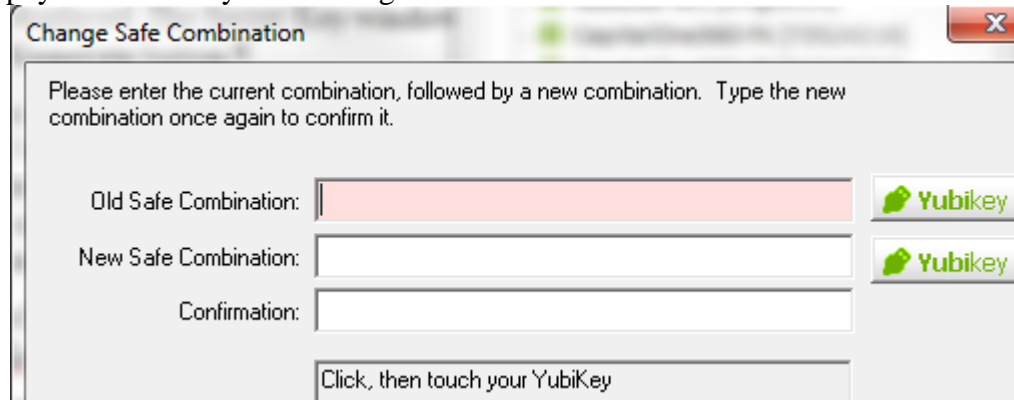 Change Safe Combination
Please enter the current combination, followed by a new combination. Type the new
combination once again to confirm it.
Old Safe Combination:
Yubikey
New Safe Combination:
Yubikey
Confirmation:
Click, then touch your YubiKey